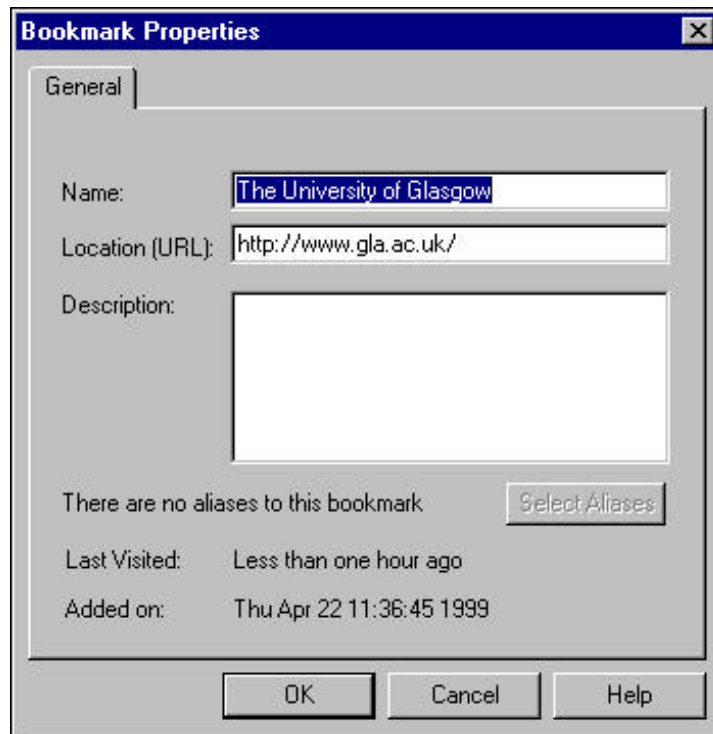 Bookmark Properties
General
Name: The University of Glasgow
Location (URL): http://www.gla.ac.uk/
Description:
There are no aliases to this bookmark Select Aliases
Last Visited: Less than one hour ago
Added on: Thu Apr 22 11:36:45 1999
OK Cancel Help